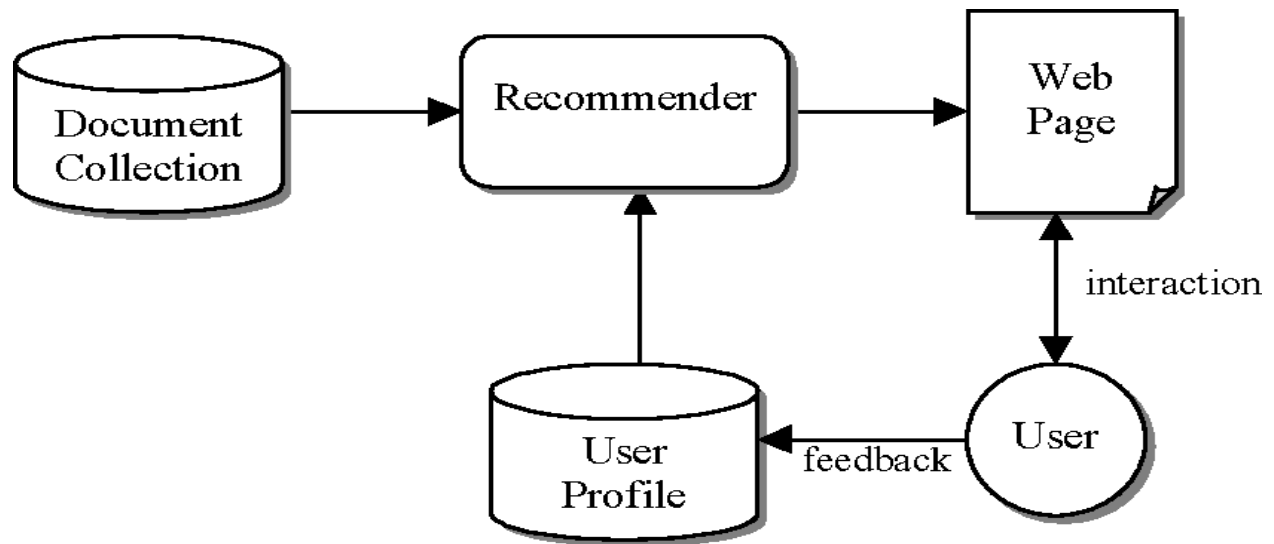 Document
Collection
Recommender
Web
Page
interaction
User
Profile
feedback
User